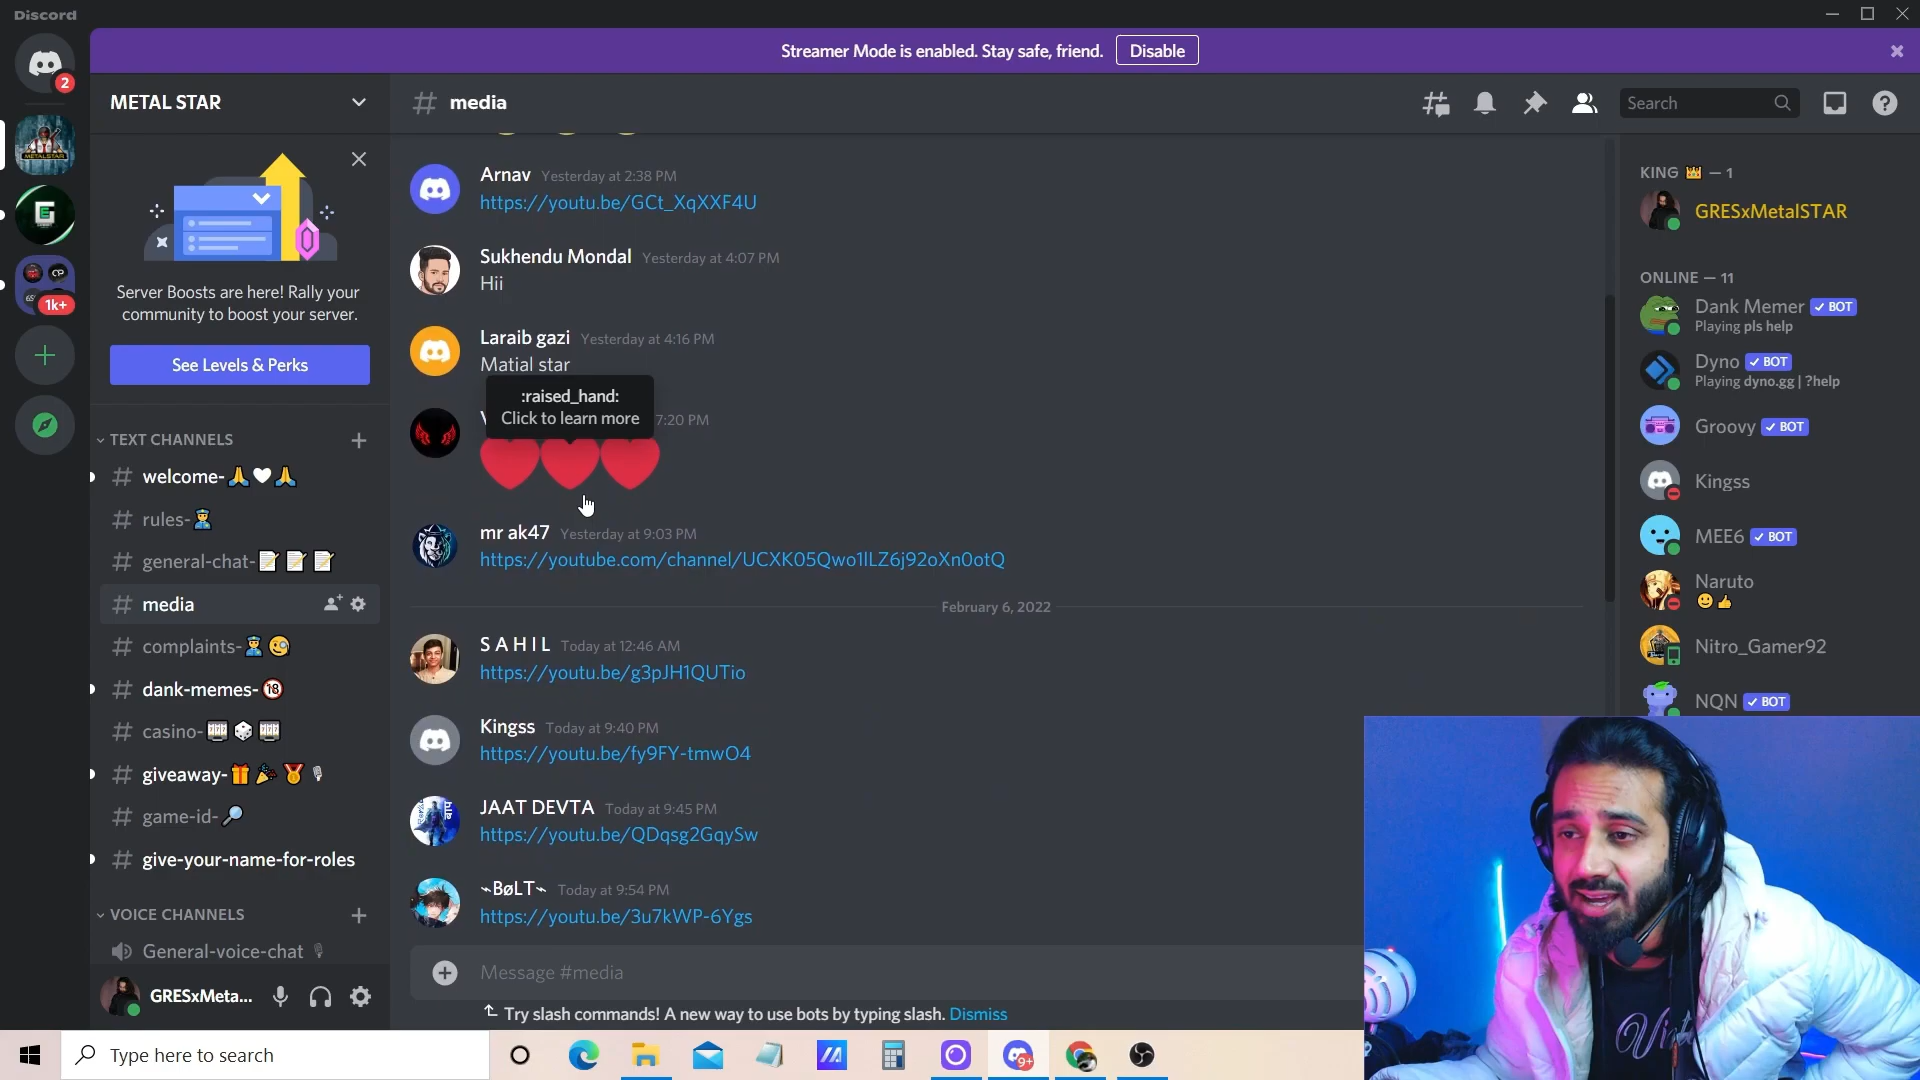 Discord
Streamer Mode is enabled. Stay safe, friend.
Disable
2
METAL STAR
media
Search
Server Boosts are here! Rally your
community to boost your server.
See Levels & Perks
1k+
TEXT CHANNELS
welcome-🙏🤍🙏
rules-👮
general-chat-📝📝📝
media
complaints-👮🧐
dank-memes-🔞
casino-🎰🎲🎰
giveaway-🎁🎉🏅🎙
game-id-🔎
give-your-name-for-roles
VOICE CHANNELS
General-voice-chat 🎙
GRESxMeta...
Arnav Yesterday at 2:38 PM
https://youtu.be/GCt_XqXXF4U
Sukhendu Mondal Yesterday at 4:07 PM
Hii
Laraib gazi Yesterday at 4:16 PM
Matial star
:raised_hand:
Click to learn more
7:20 PM
mr ak47 Yesterday at 9:03 PM
https://youtube.com/channel/UCXK05Qwo1lLZ6j92oXn0otQ
February 6, 2022
S A H I L Today at 12:46 AM
https://youtu.be/g3pJH1QUTio
Kingss Today at 9:40 PM
https://youtu.be/fy9FY-tmwO4
JAAT DEVTA Today at 9:45 PM
https://youtu.be/QDqsg2GqySw
~BøLT~ Today at 9:54 PM
https://youtu.be/3u7kWP-6Ygs
Message #media
Try slash commands! A new way to use bots by typing slash. Dismiss
KING 👑 — 1
GRESxMetalSTAR
ONLINE — 11
Dank Memer ✓ BOT
Playing pls help
Dyno ✓ BOT
Playing dyno.gg | ?help
Groovy ✓ BOT
Kingss
MEE6 ✓ BOT
Naruto
🙂👍
Nitro_Gamer92
NQN ✓ BOT
Type here to search
9+